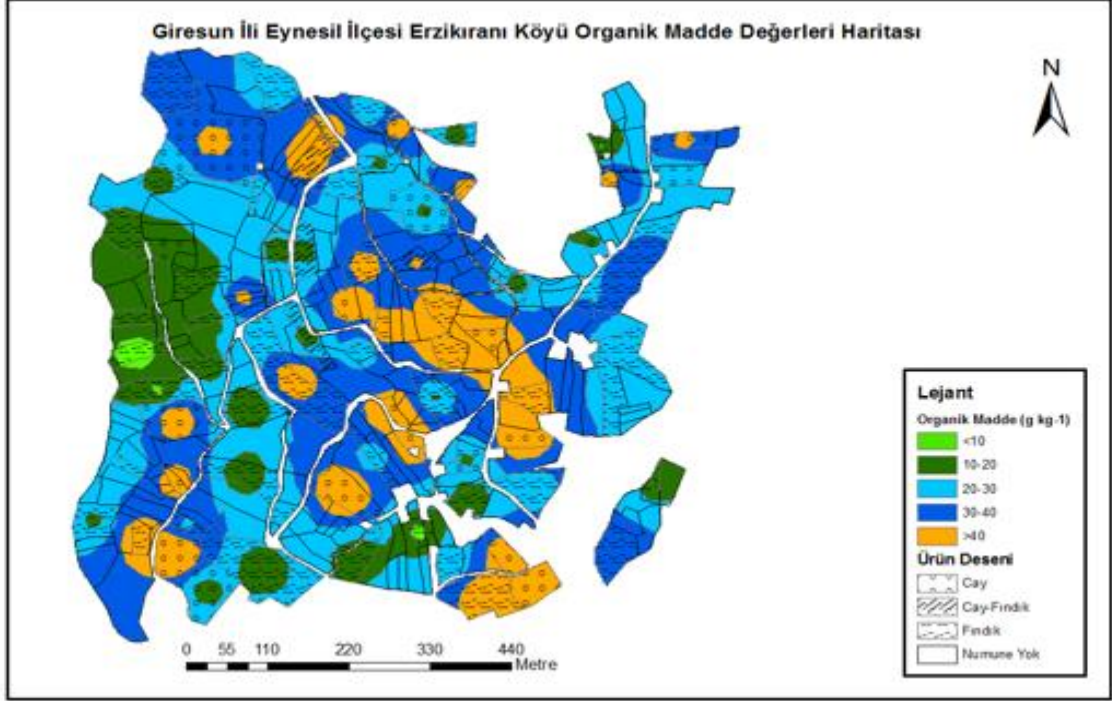 Giresun İli Eynesil İlçesi Erzikıranı Köyü Organik Madde Değerleri Haritası
N
Lejant
Organik Madde (g kg-1)
<10
10-20
20-30
30-40
>40
Ürün Deseni
Cay
Cay-Fındık
Fındık
Numune Yok
0 55 110 220 330 440
Metre